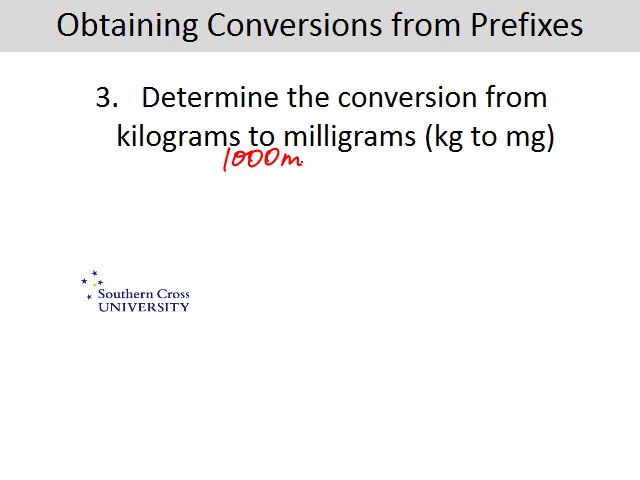 Obtaining Conversions from Prefixes
3. Determine the conversion from
kilograms to milligrams (kg to mg)
1000m
Southern Cross
UNIVERSITY